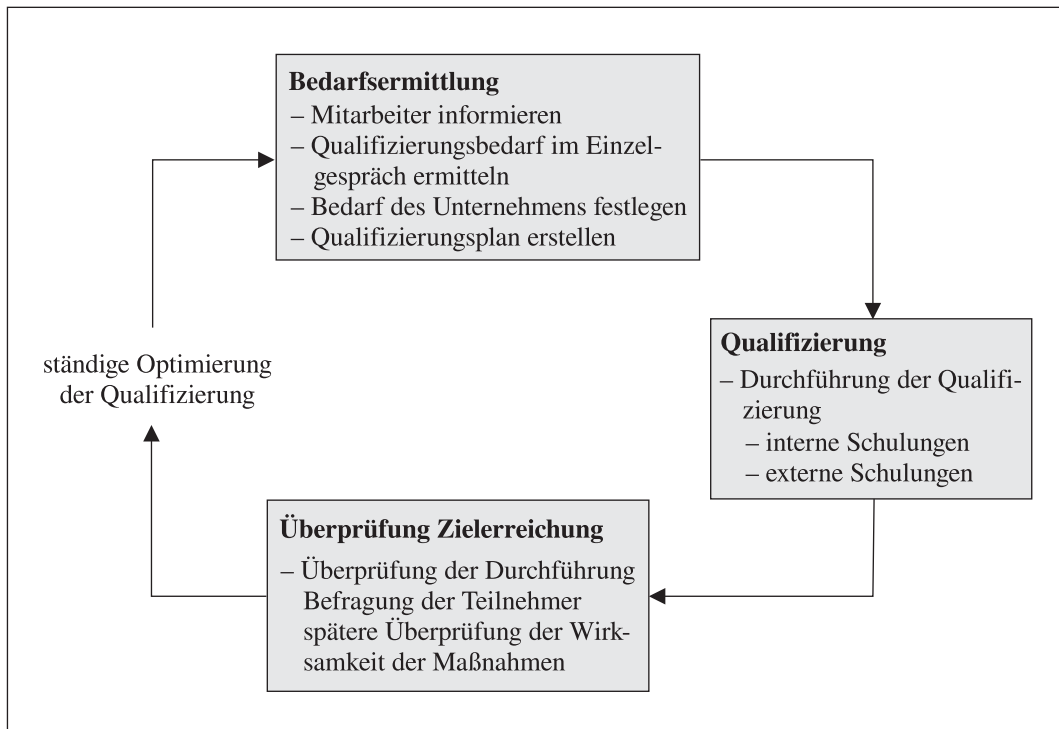 Bedarfsermittlung
– Mitarbeiter informieren
– Qualifizierungsbedarf im Einzel-
gespräch ermitteln
– Bedarf des Unternehmens festlegen
– Qualifizierungsplan erstellen
Qualifizierung
– Durchführung der Qualifi-
zierung
– interne Schulungen
– externe Schulungen
Überprüfung Zielerreichung
– Überprüfung der Durchführung
Befragung der Teilnehmer
spätere Überprüfung der Wirk-
samkeit der Maßnahmen
ständige Optimierung
der Qualifizierung